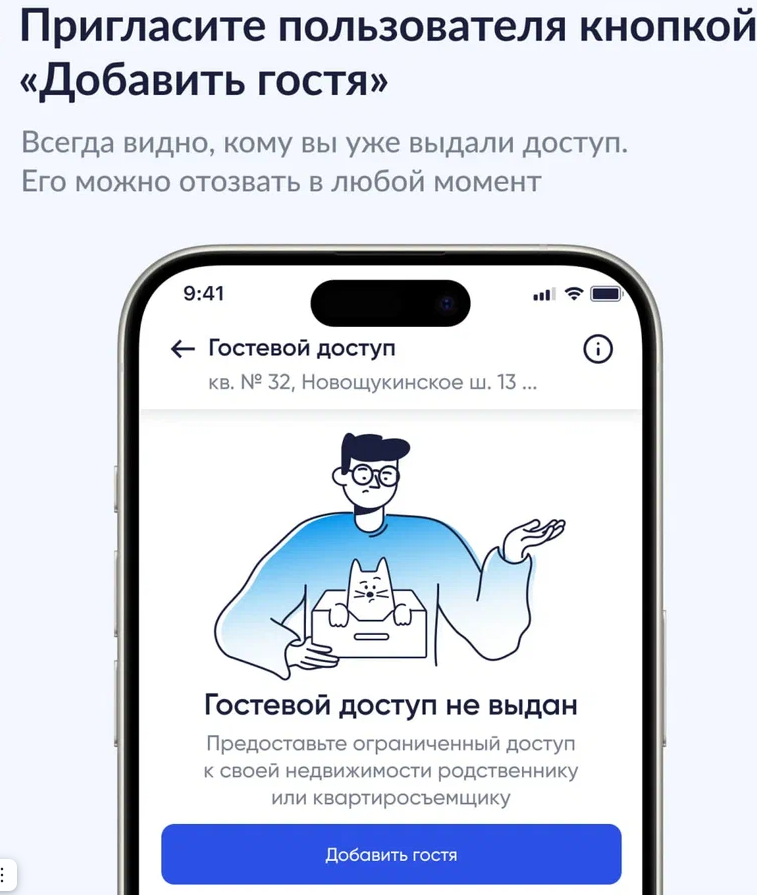 Пригласите пользователя кнопкой
«Добавить гостя»
Всегда видно, кому вы уже выдали доступ.
Его можно отозвать в любой момент
9:41
Гостевой доступ
кв. № 32, Новощукинское ш. 13 ...
Гостевой доступ не выдан
Предоставьте ограниченный доступ
к своей недвижимости родственнику
или квартиросъемщику
Добавить гостя